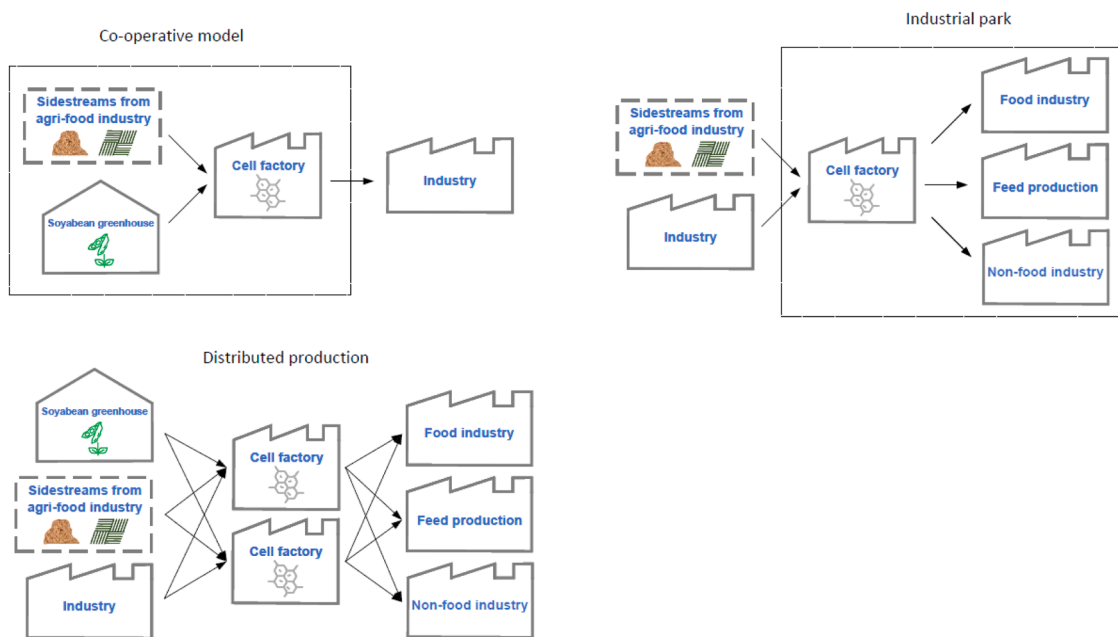 Co-operative model
Sidestreams from
agri-food industry
Soyabean greenhouse
Cell factory
Industry
Industrial park
Sidestreams from
agri-food industry
Industry
Cell factory
Food industry
Feed production
Non-food industry
Distributed production
Soyabean greenhouse
Sidestreams from
agri-food industry
Industry
Cell factory
Cell factory
Food industry
Feed production
Non-food industry